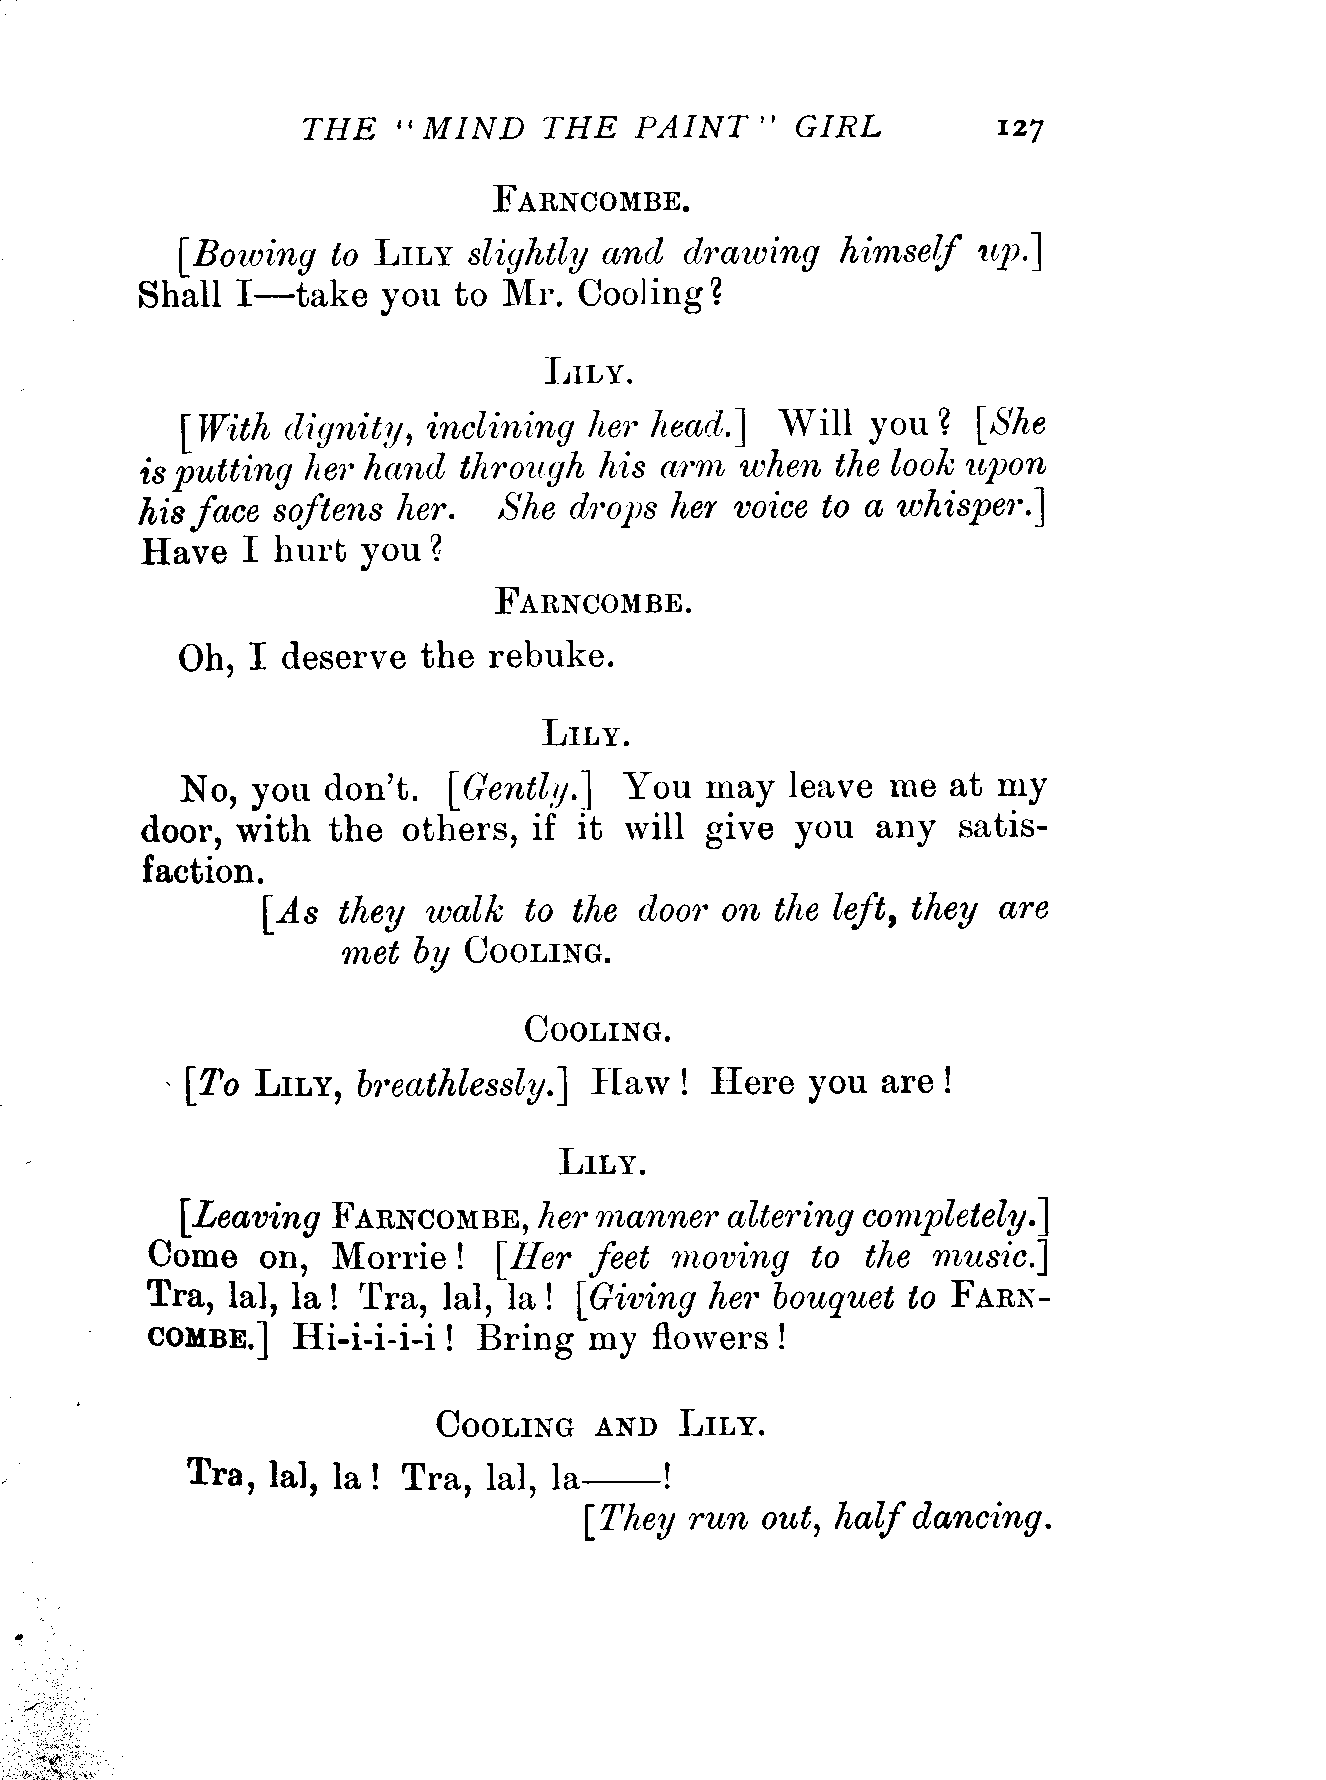 THE "MIND THE PAINT" GIRL 127
FARNCOMBE.
[Bowing to LILY slightly and drawing himself up.]
Shall I—take you to Mr. Cooling?
LILY.
[With dignity, inclining her head.] Will you? [She
is putting her hand through his arm when the look upon
his face softens her. She drops her voice to a whisper.]
Have I hurt you?
FARNCOMBE.
Oh, I deserve the rebuke.
LILY.
No, you don't. [Gently.] You may leave me at my
door, with the others, if it will give you any satis-
faction.
[As they walk to the door on the left, they are
met by COOLING.
COOLING.
[To LILY, breathlessly.] Haw! Here you are!
LILY.
[Leaving FARNCOMBE, her manner altering completely.]
Come on, Morrie! [Her feet moving to the music.]
Tra, lal, la! Tra, lal, la! [Giving her bouquet to FARN-
COMBE.] Hi-i-i-i-i! Bring my flowers!
COOLING AND LILY.
Tra, lal, la! Tra, lal, la——!
[They run out, half dancing.